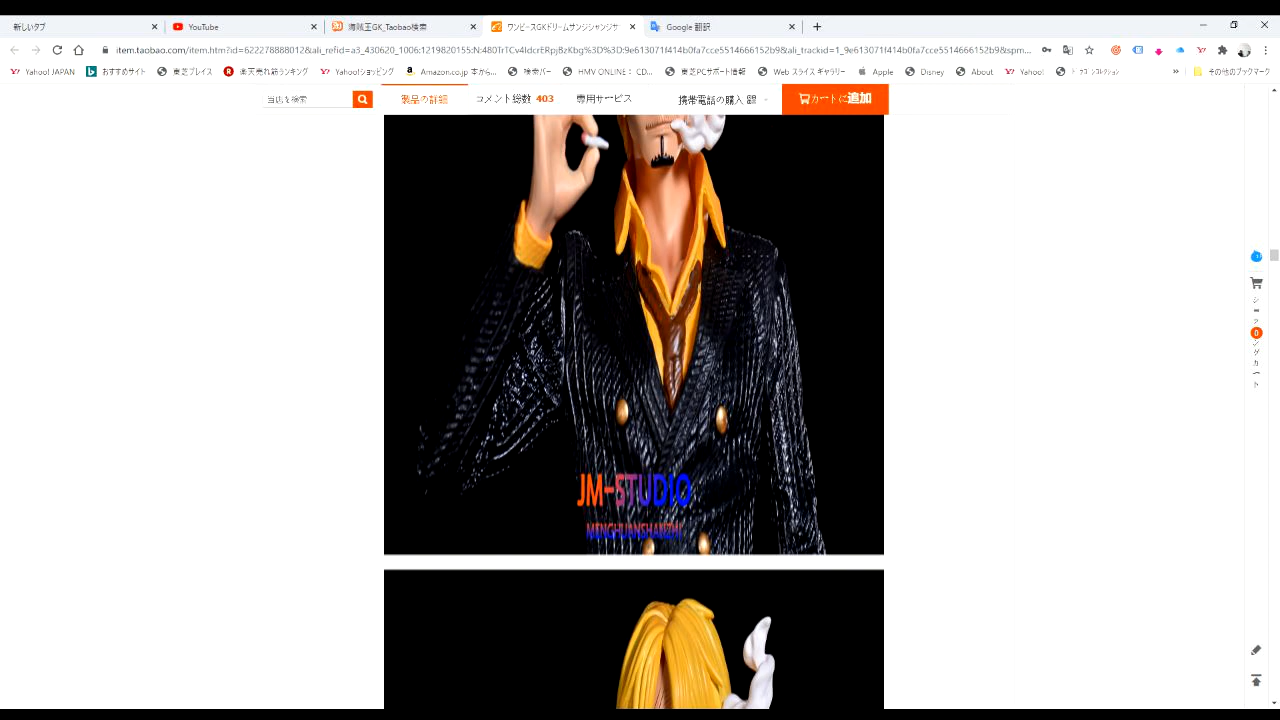 新しいタブ
YouTube
海賊王GK_Taobao検索
ワンピースGKドリームサンジシャンジサ
Google 翻訳
item.taobao.com/item.htm?id=622278888012&ali_refid=a3_430620_1006:1219820155:N:480TrTCv4IdcrERpjBzKbg%3D%3D:9e613071f414b0fa7cce5514666152b9&ali_trackid=1_9e613071f414b0fa7cce5514666152b9&spm...
Yahoo! JAPAN
おすすめサイト
東芝プレイス
楽天売れ筋ランキング
Yahoo!ショッピング
Amazon.co.jp 本から...
検索バー
HMV ONLINE： CD...
東芝PCサポート情報
Web スライス ギャラリー
Apple
Disney
About
Yahoo!
»
その他のブックマーク
当店を検索
製品の詳細
コメント総数 403
専用サービス
携帯電話の購入
カートに追加
JM-STUDIO
MENGHUANSHANZHI
0